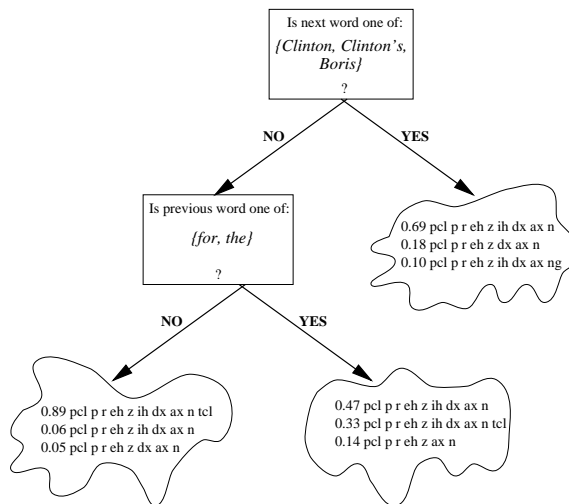 Is next word one of:
{Clinton, Clinton's,
Boris}
?
NO
YES
Is previous word one of:
{for, the}
?
0.69 pcl p r eh z ih dx ax n
0.18 pcl p r eh z dx ax n
0.10 pcl p r eh z ih dx ax ng
NO
YES
0.89 pcl p r eh z ih dx ax n tcl
0.06 pcl p r eh z ih dx ax n
0.05 pcl p r eh z dx ax n
0.47 pcl p r eh z ih dx ax n
0.33 pcl p r eh z ih dx ax n tcl
0.14 pcl p r eh z ax n